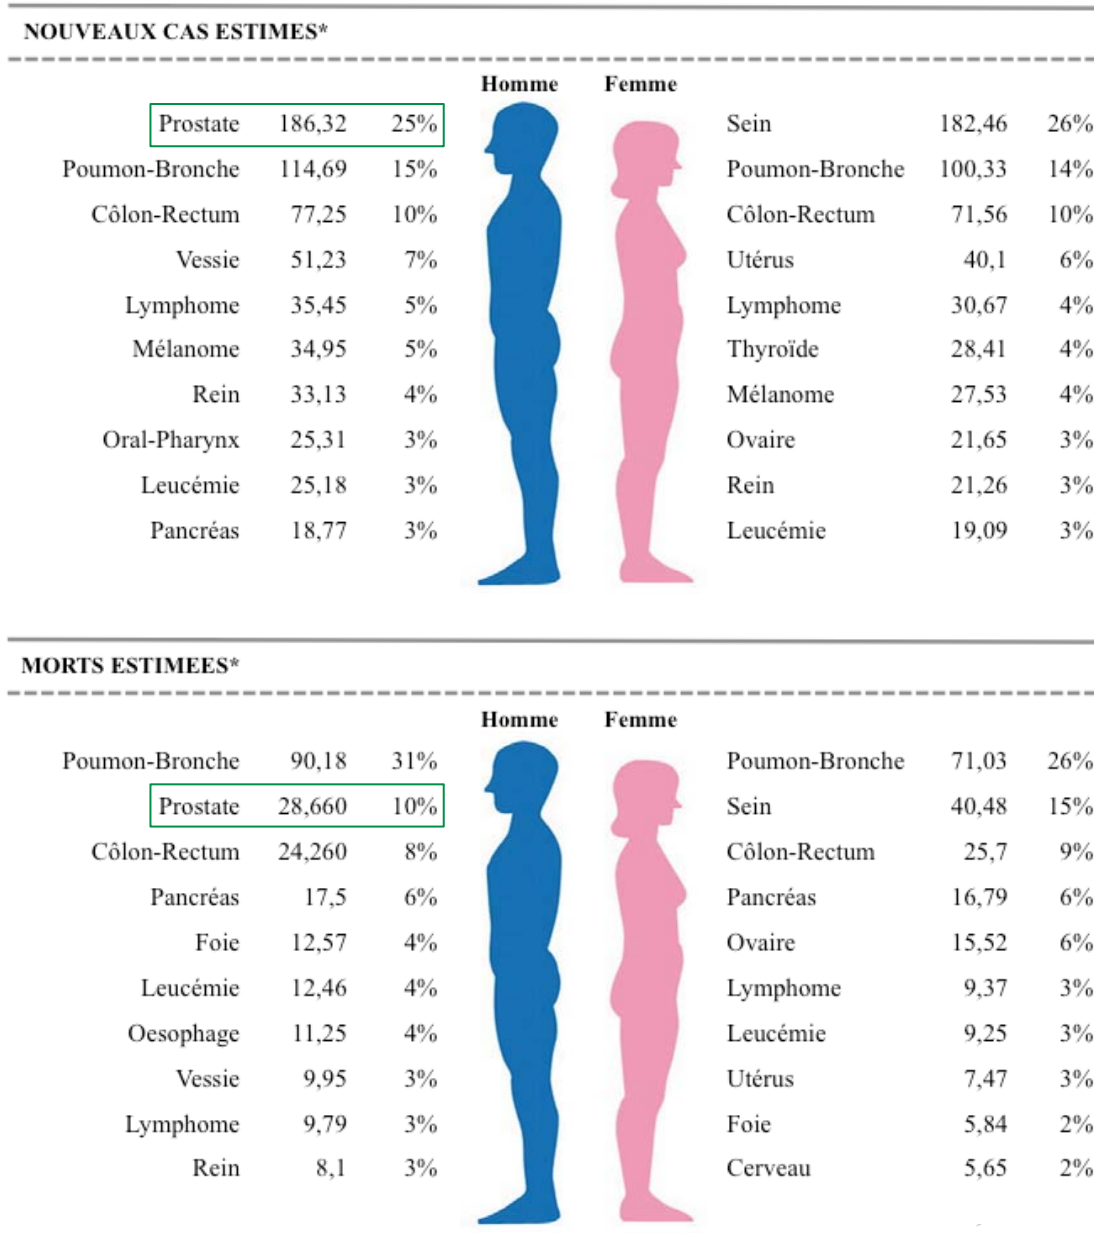 NOUVEAUX CAS ESTIMES*
Homme Femme
Prostate 186,32 25% Sein 182,46 26%
Poumon-Bronche 114,69 15% Poumon-Bronche 100,33 14%
Côlon-Rectum 77,25 10% Côlon-Rectum 71,56 10%
Vessie 51,23 7% Utérus 40,1 6%
Lymphome 35,45 5% Lymphome 30,67 4%
Mélanome 34,95 5% Thyroïde 28,41 4%
Rein 33,13 4% Mélanome 27,53 4%
Oral-Pharynx 25,31 3% Ovaire 21,65 3%
Leucémie 25,18 3% Rein 21,26 3%
Pancréas 18,77 3% Leucémie 19,09 3%
MORTS ESTIMEES*
Homme Femme
Poumon-Bronche 90,18 31% Poumon-Bronche 71,03 26%
Prostate 28,660 10% Sein 40,48 15%
Côlon-Rectum 24,260 8% Côlon-Rectum 25,7 9%
Pancréas 17,5 6% Pancréas 16,79 6%
Foie 12,57 4% Ovaire 15,52 6%
Leucémie 12,46 4% Lymphome 9,37 3%
Oesophage 11,25 4% Leucémie 9,25 3%
Vessie 9,95 3% Utérus 7,47 3%
Lymphome 9,79 3% Foie 5,84 2%
Rein 8,1 3% Cerveau 5,65 2%